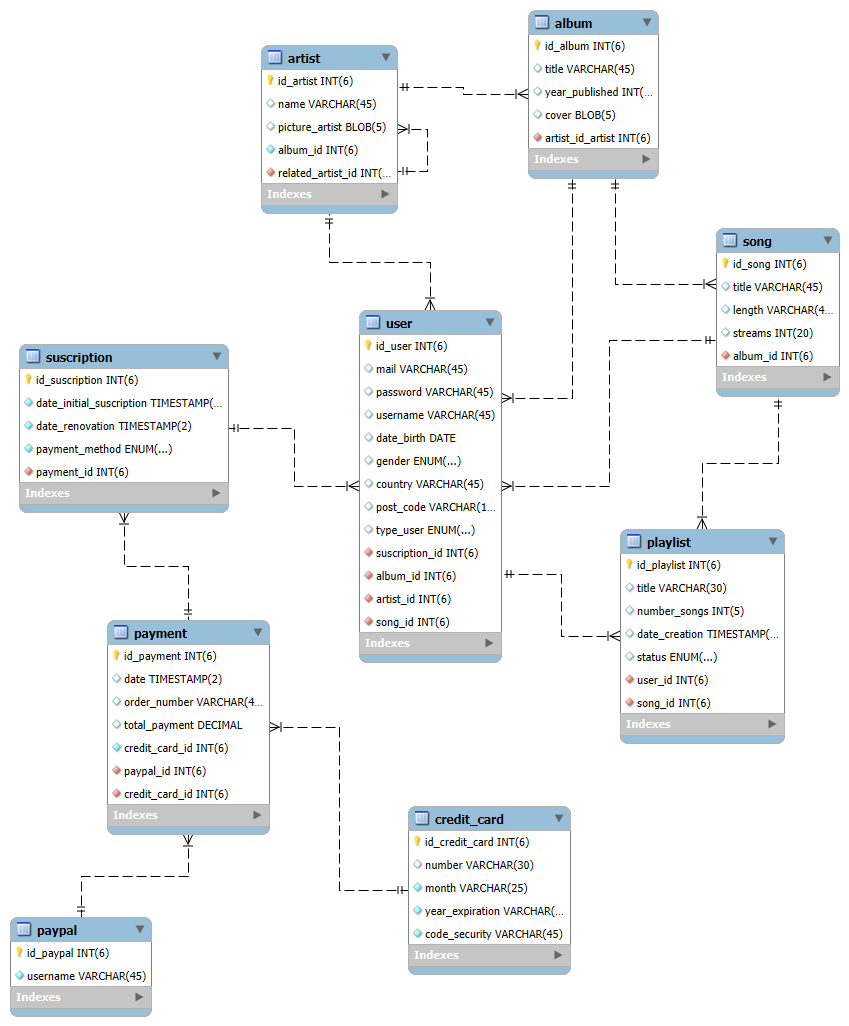 artist
id_artist INT(6)
name VARCHAR(45)
picture_artist BLOB(5)
album_id INT(6)
related_artist_id INT(...
Indexes
album
id_album INT(6)
title VARCHAR(45)
year_published INT(...
cover BLOB(5)
artist_id_artist INT(6)
Indexes
song
id_song INT(6)
title VARCHAR(45)
length VARCHAR(4...
streams INT(20)
album_id INT(6)
Indexes
user
id_user INT(6)
mail VARCHAR(45)
password VARCHAR(45)
username VARCHAR(45)
date_birth DATE
gender ENUM(...)
country VARCHAR(45)
post_code VARCHAR(1...
type_user ENUM(...)
suscription_id INT(6)
album_id INT(6)
artist_id INT(6)
song_id INT(6)
Indexes
suscription
id_suscription INT(6)
date_initial_suscription TIMESTAMP(...
date_renovation TIMESTAMP(2)
payment_method ENUM(...)
payment_id INT(6)
Indexes
playlist
id_playlist INT(6)
title VARCHAR(30)
number_songs INT(5)
date_creation TIMESTAMP(...
status ENUM(...)
user_id INT(6)
song_id INT(6)
Indexes
payment
id_payment INT(6)
date TIMESTAMP(2)
order_number VARCHAR(4...
total_payment DECIMAL
credit_card_id INT(6)
paypal_id INT(6)
credit_card_id INT(6)
Indexes
credit_card
id_credit_card INT(6)
number VARCHAR(30)
month VARCHAR(25)
year_expiration VARCHAR(...
code_security VARCHAR(45)
Indexes
paypal
id_paypal INT(6)
username VARCHAR(45)
Indexes